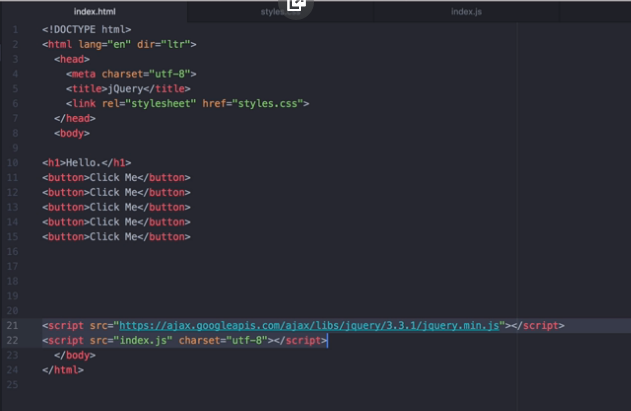 index.html
styles
index.js
1 <!DOCTYPE html>
2 <html lang="en" dir="ltr">
3 <head>
4 <meta charset="utf-8">
5 <title>jQuery</title>
6 <link rel="stylesheet" href="styles.css">
7 </head>
8 <body>
9
10 <h1>Hello.</h1>
11 <button>Click Me</button>
12 <button>Click Me</button>
13 <button>Click Me</button>
14 <button>Click Me</button>
15 <button>Click Me</button>
16
17
18
19
20
21 <script src="https://ajax.googleapis.com/ajax/libs/jquery/3.3.1/jquery.min.js"></script>
22 <script src="index.js" charset="utf-8"></script>
23 </body>
24 </html>
25